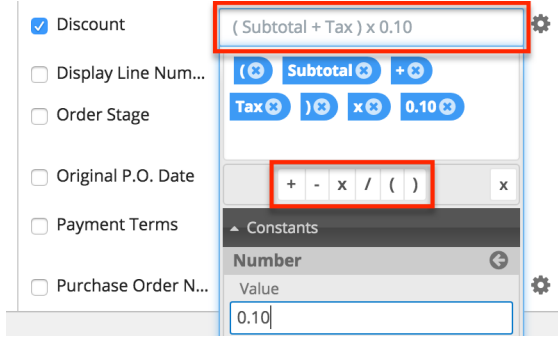 Discount
( Subtotal + Tax ) x 0.10
Display Line Num...
( Subtotal +
Order Stage
Tax ) x 0.10
Original P.O. Date
+ - x / ( ) x
Payment Terms
Constants
Number
Purchase Order N...
Value
0.10